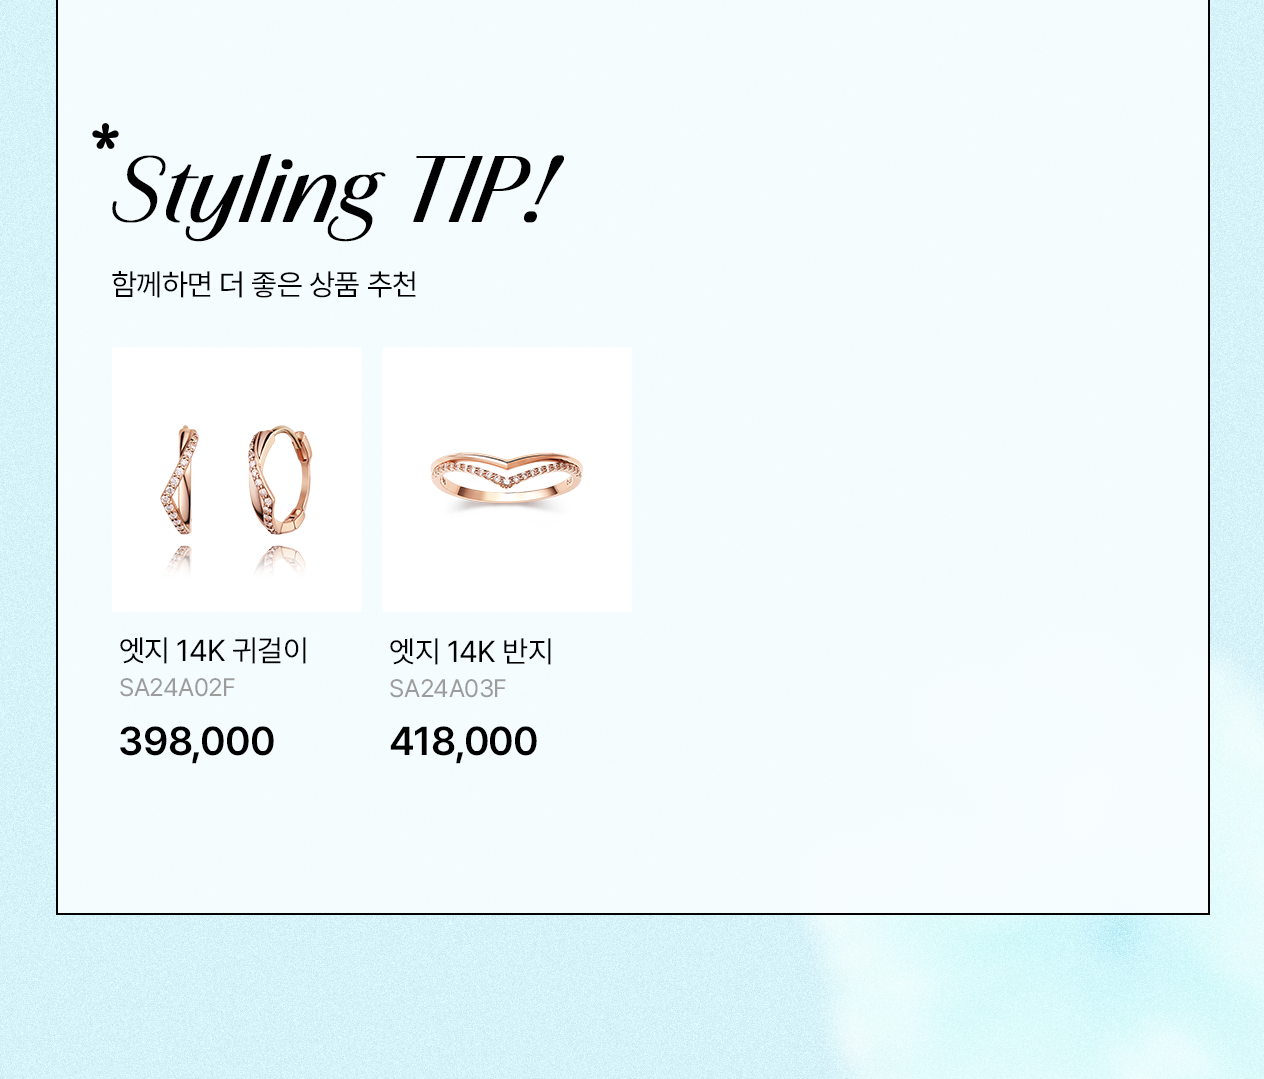 *Styling TIP!
함께하면 더 좋은 상품 추천
엣지 14K 귀걸이
SA24A02F
398,000
엣지 14K 반지
SA24A03F
418,000